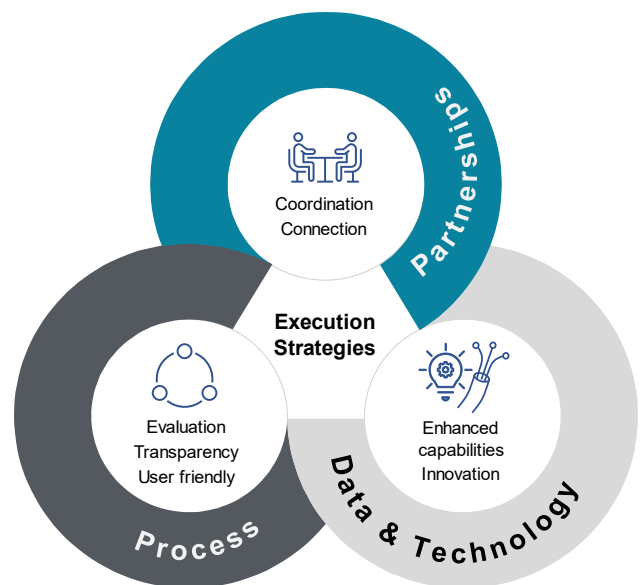 Partnerships
Coordination
Connection
Execution
Strategies
Evaluation
Transparency
User friendly
Process
Enhanced
capabilities
Innovation
Data & Technology